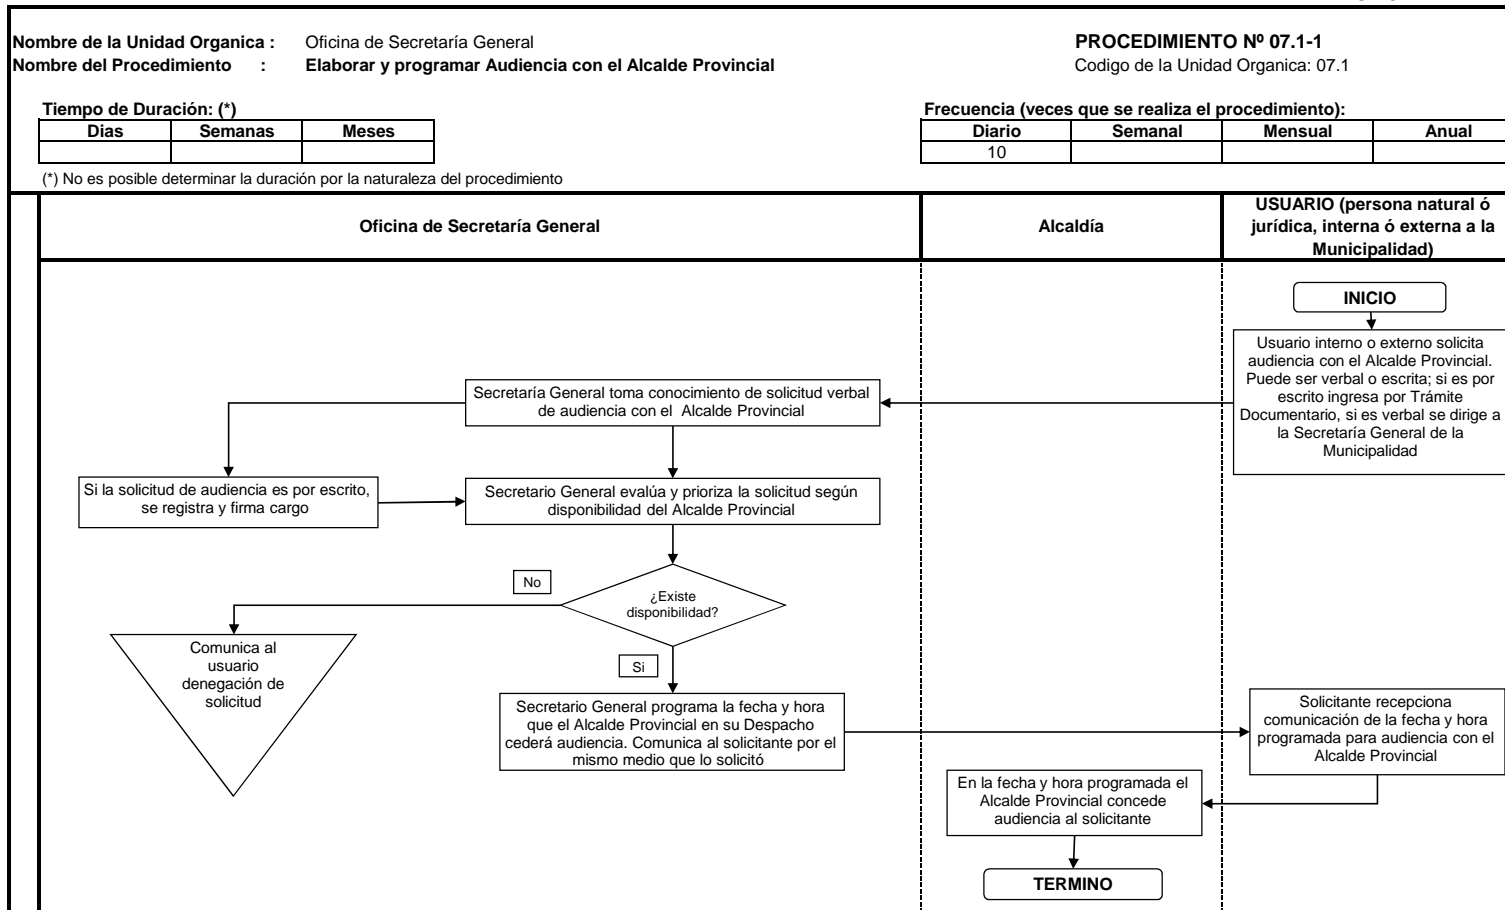 Nombre de la Unidad Organica : Oficina de Secretaría General
PROCEDIMIENTO Nº 07.1-1
Nombre del Procedimiento : Elaborar y programar Audiencia con el Alcalde Provincial
Codigo de la Unidad Organica: 07.1
Tiempo de Duración: (*)
Dias Semanas Meses
(*) No es posible determinar la duración por la naturaleza del procedimiento
Frecuencia (veces que se realiza el procedimiento):
Diario Semanal Mensual Anual
10
Oficina de Secretaría General
Alcaldía
USUARIO (persona natural ó
jurídica, interna ó externa a la
Municipalidad)
INICIO
Usuario interno o externo solicita
audiencia con el Alcalde Provincial.
Puede ser verbal o escrita; si es por
escrito ingresa por Trámite
Documentario, si es verbal se dirige a
la Secretaría General de la
Municipalidad
Secretaría General toma conocimiento de solicitud verbal
de audiencia con el Alcalde Provincial
Si la solicitud de audiencia es por escrito,
se registra y firma cargo
Secretario General evalúa y prioriza la solicitud según
disponibilidad del Alcalde Provincial
¿Existe
disponibilidad?
No
Comunica al
usuario
denegación de
solicitud
Si
Secretario General programa la fecha y hora
que el Alcalde Provincial en su Despacho
cederá audiencia. Comunica al solicitante por el
mismo medio que lo solicitó
Solicitante recepciona
comunicación de la fecha y hora
programada para audiencia con el
Alcalde Provincial
En la fecha y hora programada el
Alcalde Provincial concede
audiencia al solicitante
TERMINO